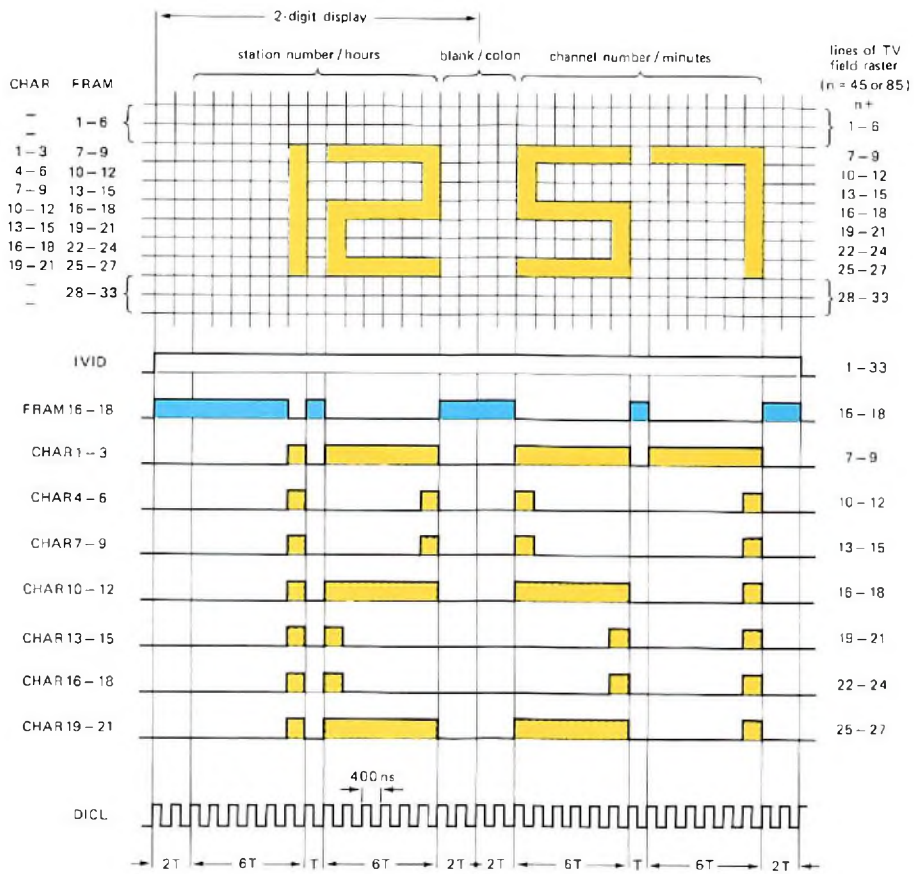 2-digit display
station number / hours
blank / colon
channel number / minutes
lines of TV
field raster
(n = 45 or 85)
n +
CHAR FRAM
– 1–6 1–6
–
1–3 7–9 7–9
4–6 10–12 10–12
7–9 13–15 13–15
10–12 16–18 16–18
13–15 19–21 19–21
16–18 22–24 22–24
19–21 25–27 25–27
– 28–33 28–33
–
12 57
IVID 1–33
FRAM 16–18 16–18
CHAR 1–3 7–9
CHAR 4–6 10–12
CHAR 7–9 13–15
CHAR 10–12 16–18
CHAR 13–15 19–21
CHAR 16–18 22–24
CHAR 19–21 25–27
400 ns
DICL
2T 6T T 6T 2T 2T 6T T 6T 2T